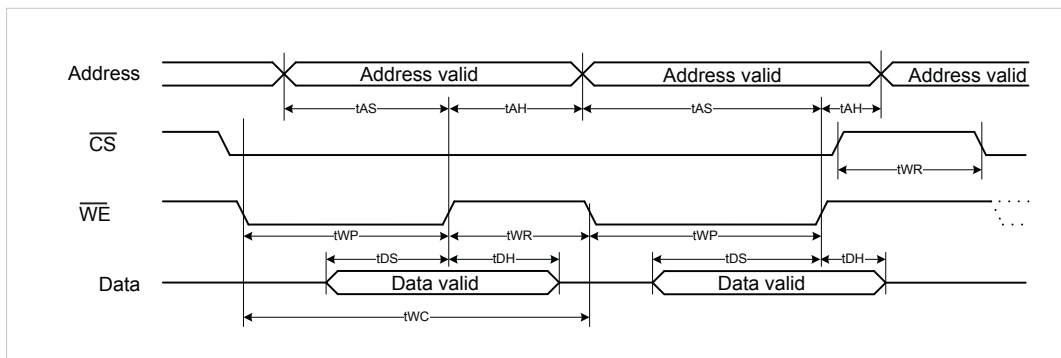 Address Address valid Address valid Address valid
tAS tAH tAS tAH
CS
tWR
WE
tWP tWR tWP
tDS tDH tDS tDH
Data Data valid Data valid
tWC